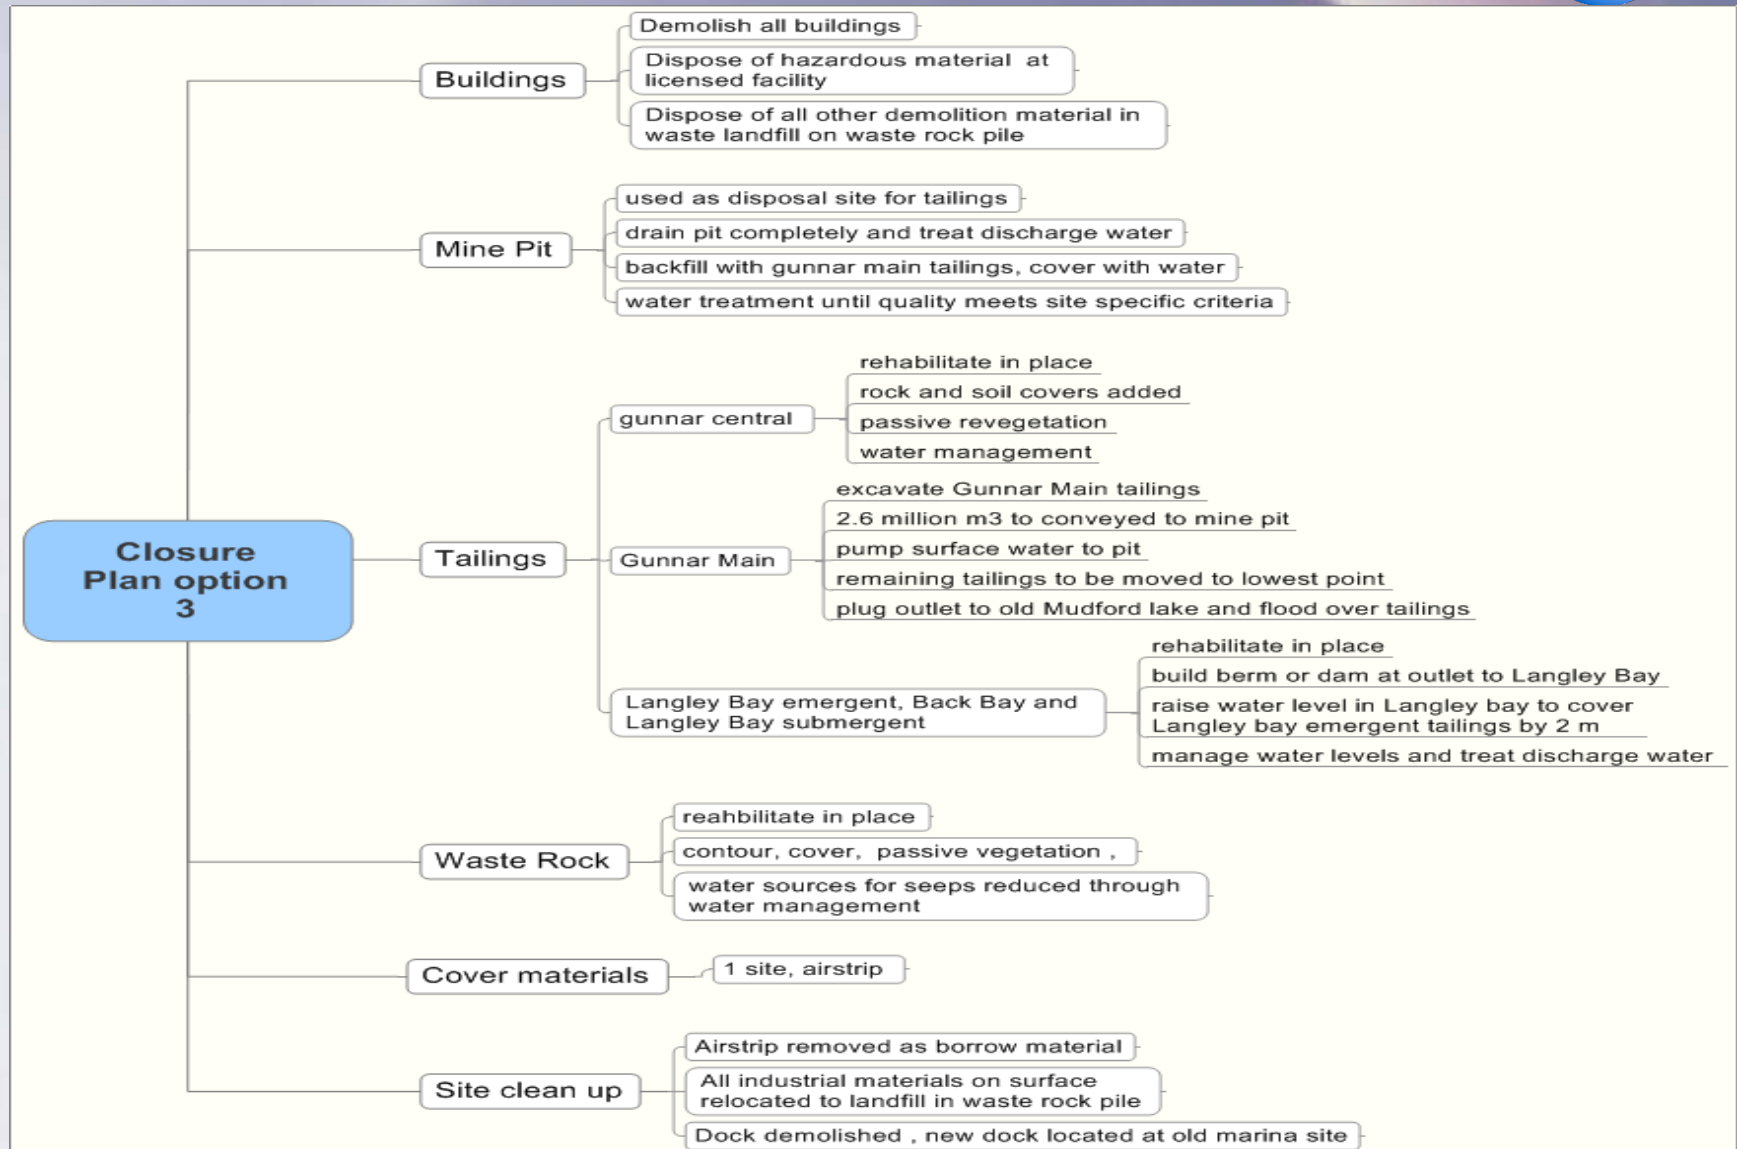 Demolish all buildings
Buildings
Dispose of hazardous material at
licensed facility
Dispose of all other demolition material in
waste landfill on waste rock pile
used as disposal site for tailings
Mine Pit
drain pit completely and treat discharge water
backfill with gunnar main tailings, cover with water
water treatment until quality meets site specific criteria
Closure
Plan option
3
Tailings
gunnar central
rehabilitate in place
rock and soil covers added
passive revegetation
water management
Gunnar Main
excavate Gunnar Main tailings
2.6 million m3 to conveyed to mine pit
pump surface water to pit
remaining tailings to be moved to lowest point
plug outlet to old Mudford lake and flood over tailings
Langley Bay emergent, Back Bay and
Langley Bay submergent
rehabilitate in place
build berm or dam at outlet to Langley Bay
raise water level in Langley bay to cover
Langley bay emergent tailings by 2 m
manage water levels and treat discharge water
Waste Rock
reahbilitate in place
contour, cover, passive vegetation ,
water sources for seeps reduced through
water management
Cover materials
1 site, airstrip
Site clean up
Airstrip removed as borrow material
All industrial materials on surface
relocated to landfill in waste rock pile
Dock demolished , new dock located at old marina site